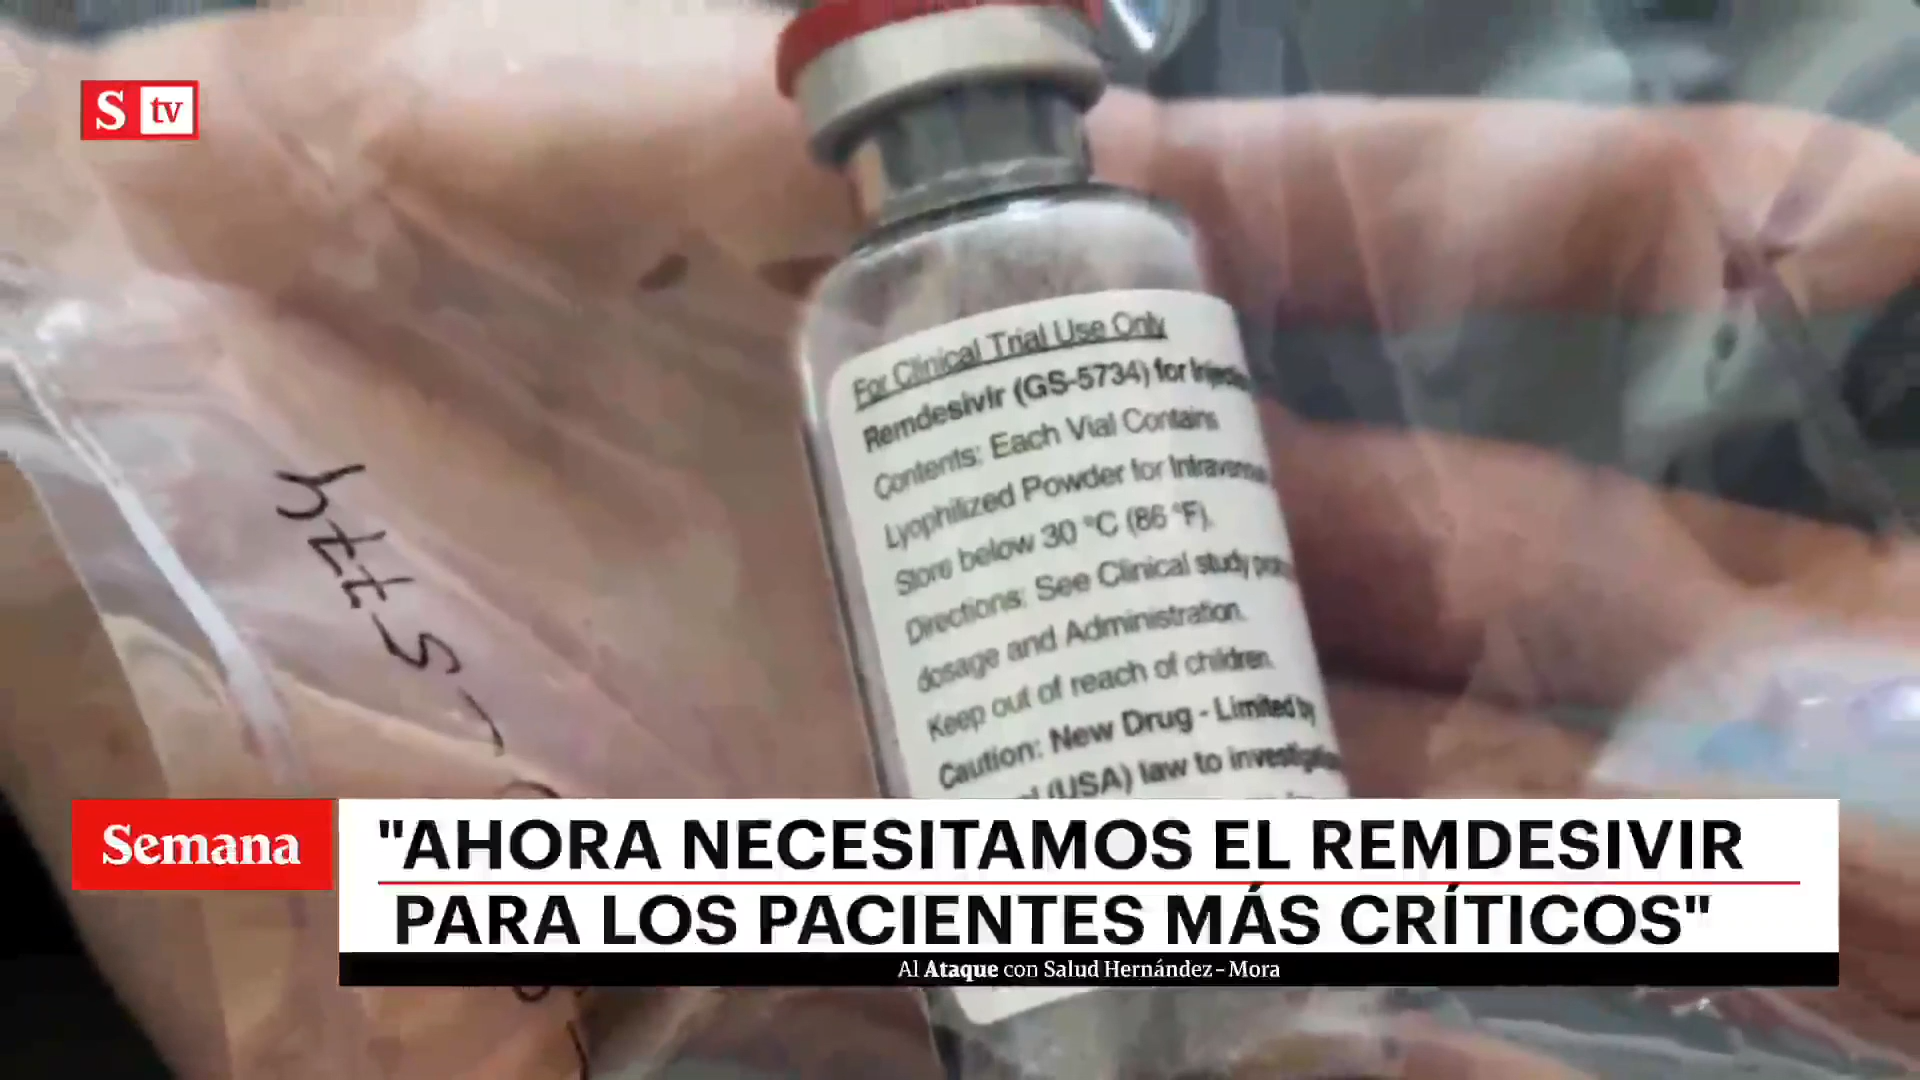 S tv
For Clinical Trial Use Only
Remdesivir (GS-5734) for
Contents: Each Vial Contains
Lyophilized Powder for
Store below 30 °C (86 °F).
Directions: See Clinical study
dosage and Administration.
Keep out of reach of children.
Caution: New Drug - Limited by
(USA) law to
Semana
"AHORA NECESITAMOS EL REMDESIVIR
PARA LOS PACIENTES MÁS CRÍTICOS"
Al Ataque con Salud Hernández - Mora